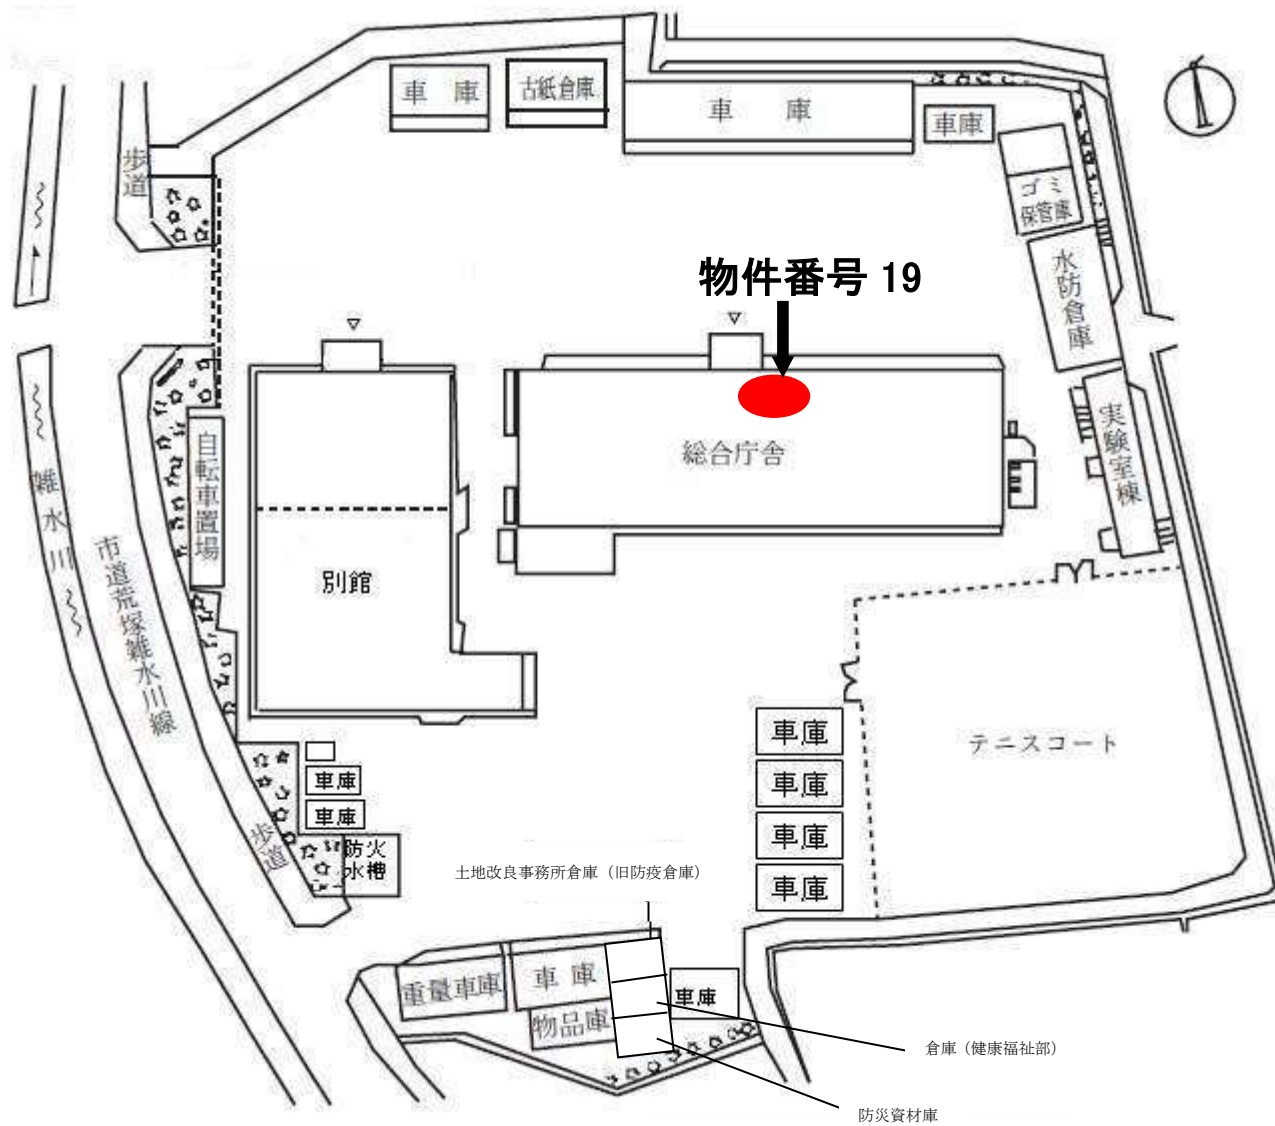 車 庫
古紙倉庫
車 庫
車庫
歩道
ゴミ
保管庫
物件番号 19
水防倉庫
総合庁舎
実験室棟
自転車置場
雑水川
別館
市道荒塚雑水川線
車庫
テニスコート
車庫
車庫
車庫
車庫
車庫
歩道
防火
水槽
土地改良事務所倉庫（旧防疫倉庫）
重量車庫
車 庫
車庫
物品庫
倉庫（健康福祉部）
防災資材庫